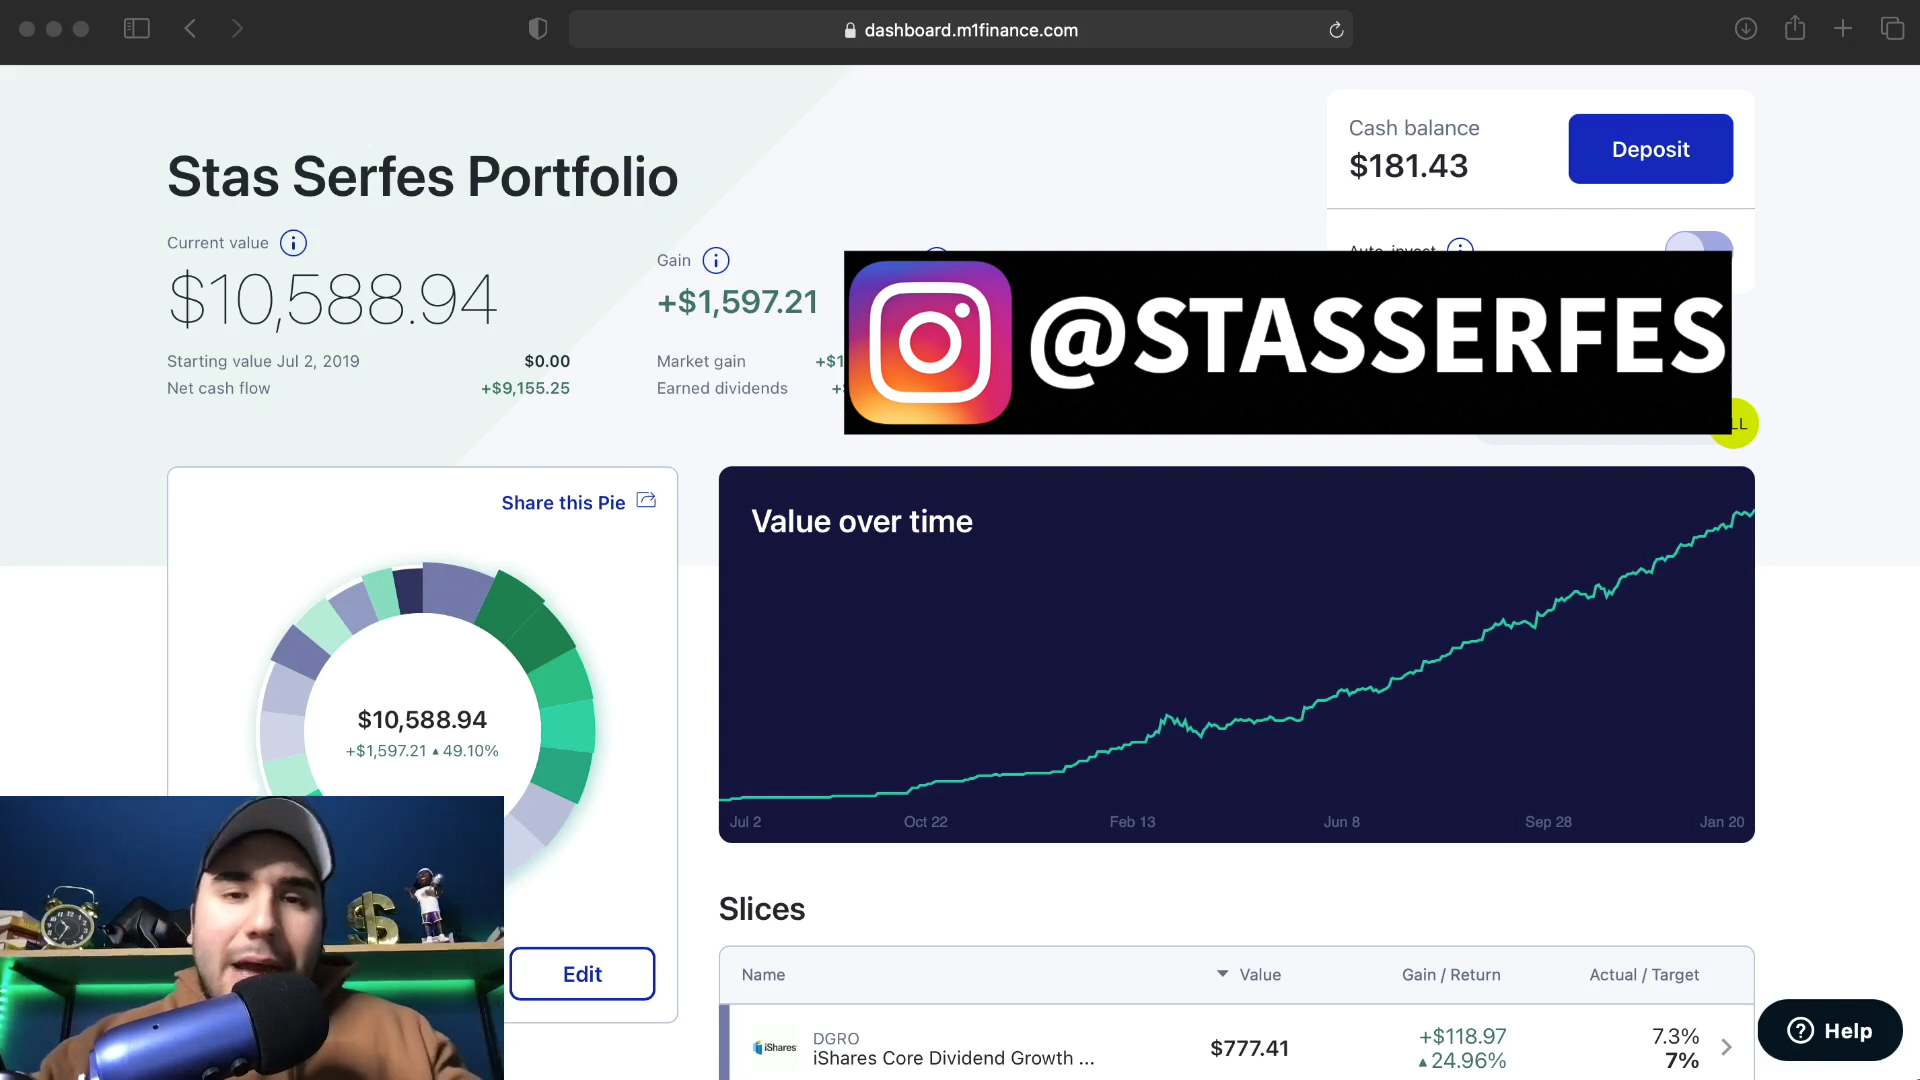 dashboard.m1finance.com
Stas Serfes Portfolio
Cash balance
$181.43
Deposit
Current value
$10,588.94
Gain
+$1,597.21
@STASSERFES
Starting value Jul 2, 2019 $0.00
Net cash flow +$9,155.25
Market gain
Earned dividends
LL
Share this Pie
$10,588.94
+$1,597.21 ▲ 49.10%
Edit
Value over time
Jul 2 Oct 22 Feb 13 Jun 8 Sep 28 Jan 20
Slices
Name Value Gain / Return Actual / Target
iShares
DGRO
iShares Core Dividend Growth ...
$777.41
+$118.97
▲24.96%
7.3%
7%
Help